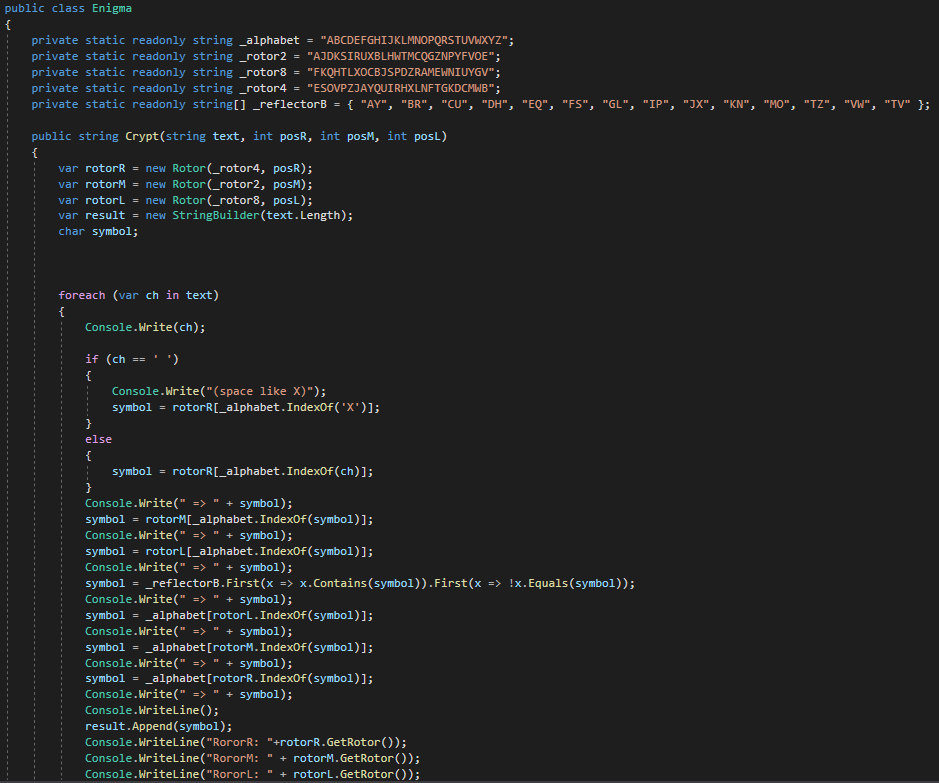 public class Enigma
{
private static readonly string _alphabet = "ABCDEFGHIJKLMNOPQRSTUVWXYZ";
private static readonly string _rotor2 = "AJDKSIRUXBLHWTMCQGZNPYFVOE";
private static readonly string _rotor8 = "FKQHTLXOCBJSPDZRAMEWNIUYGV";
private static readonly string _rotor4 = "ESOVPZJAYQUIRHXLNFTGKDCMWB";
private static readonly string[] _reflectorB = { "AY", "BR", "CU", "DH", "EQ", "FS", "GL", "IP", "JX", "KN", "MO", "TZ", "VW", "TV" };
public string Crypt(string text, int posR, int posM, int posL)
{
var rotorR = new Rotor(_rotor4, posR);
var rotorM = new Rotor(_rotor2, posM);
var rotorL = new Rotor(_rotor8, posL);
var result = new StringBuilder(text.Length);
char symbol;
foreach (var ch in text)
{
Console.Write(ch);
if (ch == ' ')
{
Console.Write("(space like X)");
symbol = rotorR[_alphabet.IndexOf('X')];
}
else
{
symbol = rotorR[_alphabet.IndexOf(ch)];
}
Console.Write(" => " + symbol);
symbol = rotorM[_alphabet.IndexOf(symbol)];
Console.Write(" => " + symbol);
symbol = rotorL[_alphabet.IndexOf(symbol)];
Console.Write(" => " + symbol);
symbol = _reflectorB.First(x => x.Contains(symbol)).First(x => !x.Equals(symbol));
Console.Write(" => " + symbol);
symbol = _alphabet[rotorL.IndexOf(symbol)];
Console.Write(" => " + symbol);
symbol = _alphabet[rotorM.IndexOf(symbol)];
Console.Write(" => " + symbol);
symbol = _alphabet[rotorR.IndexOf(symbol)];
Console.Write(" => " + symbol);
Console.WriteLine();
result.Append(symbol);
Console.WriteLine("RororR: "+rotorR.GetRotor());
Console.WriteLine("RororM: " + rotorM.GetRotor());
Console.WriteLine("RororL: " + rotorL.GetRotor());